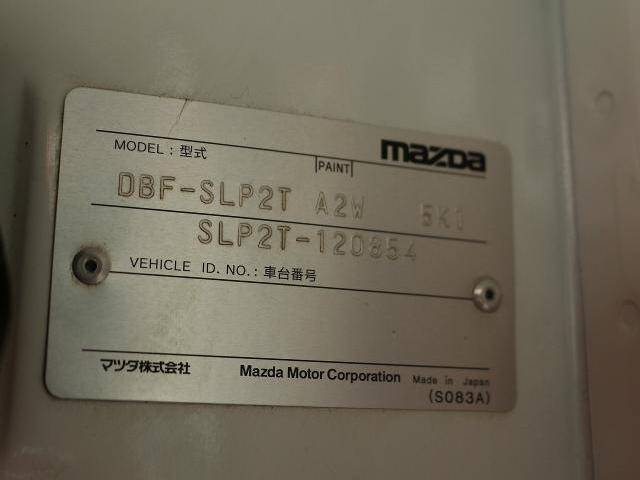 mazda
MODEL : 型式
PAINT
DBF-SLP2T A2W 5K1
SLP2T-120854
VEHICLE ID. NO. : 車台番号
マツダ株式会社 Mazda Motor Corporation Made in Japan
(S083A)